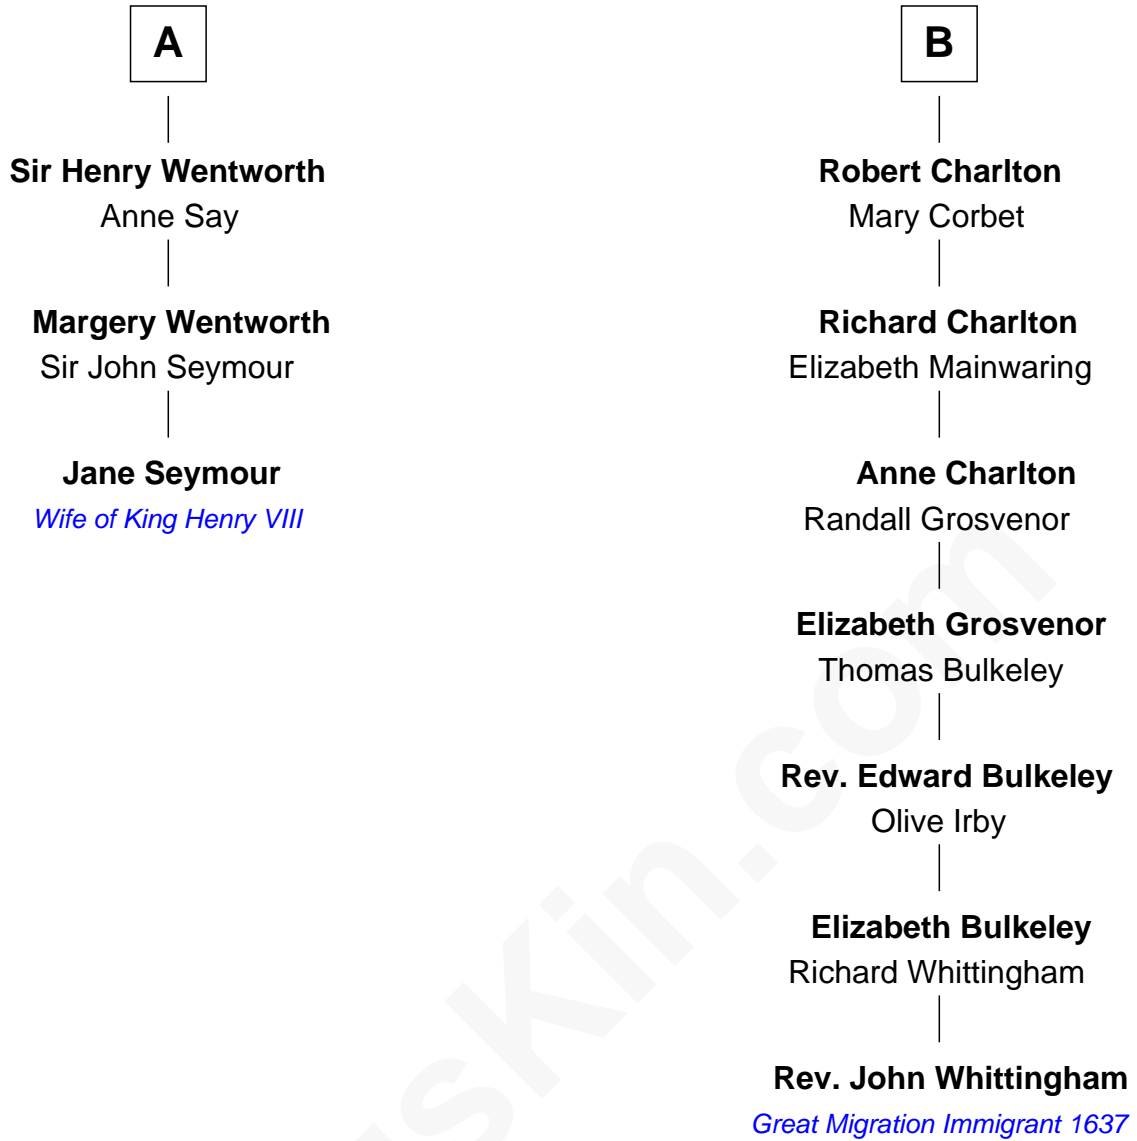 A
Sir Henry Wentworth
Anne Say
Margery Wentworth
Sir John Seymour
Jane Seymour
Wife of King Henry VIII
B
Robert Charlton
Mary Corbet
Richard Charlton
Elizabeth Mainwaring
Anne Charlton
Randall Grosvenor
Elizabeth Grosvenor
Thomas Bulkeley
Rev. Edward Bulkeley
Olive Irby
Elizabeth Bulkeley
Richard Whittingham
Rev. John Whittingham
Great Migration Immigrant 1637
sKin.com